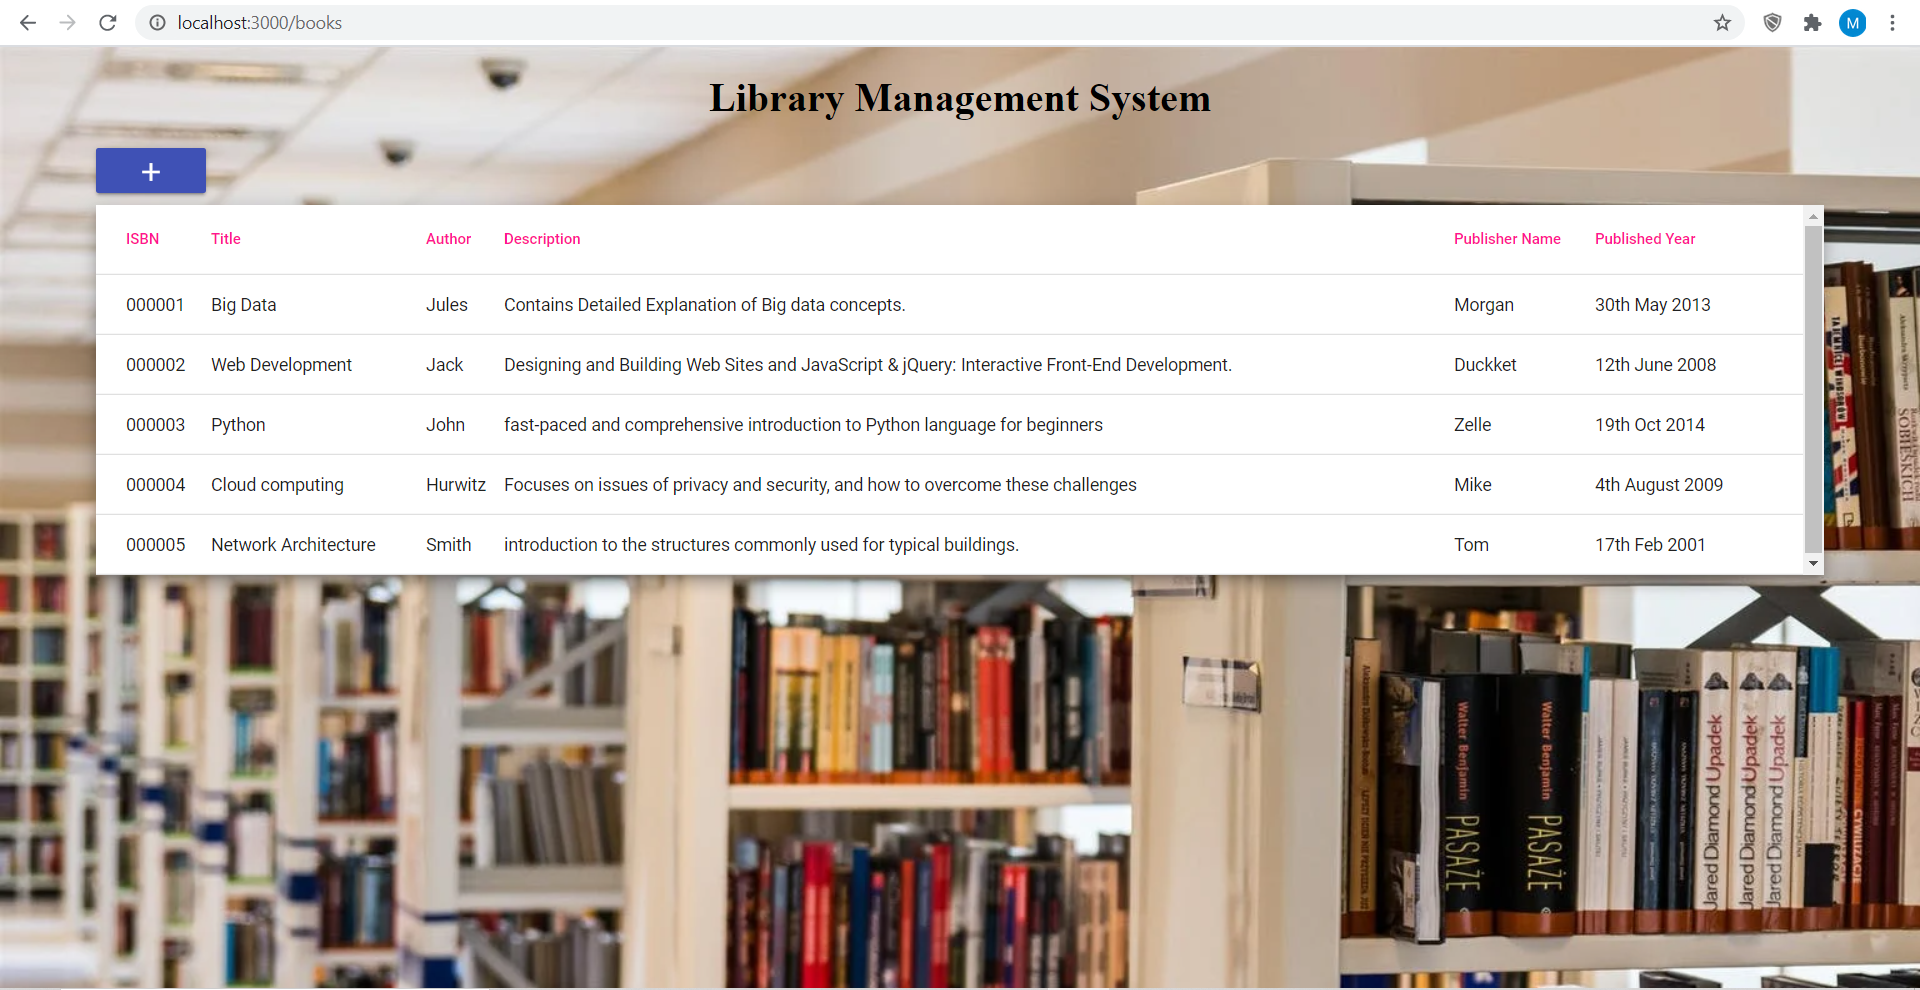 localhost:3000/books
M
Library Management System
+
ISBN Title Author Description Publisher Name Published Year
000001 Big Data Jules Contains Detailed Explanation of Big data concepts. Morgan 30th May 2013
000002 Web Development Jack Designing and Building Web Sites and JavaScript & jQuery: Interactive Front-End Development. Duckket 12th June 2008
000003 Python John fast-paced and comprehensive introduction to Python language for beginners Zelle 19th Oct 2014
000004 Cloud computing Hurwitz Focuses on issues of privacy and security, and how to overcome these challenges Mike 4th August 2009
000005 Network Architecture Smith introduction to the structures commonly used for typical buildings. Tom 17th Feb 2001
SOBIESKICH
Walter Benjamin
PASAŻE
Walter Benjamin
PASAŻE
Jared Diamond Upadek
Jared Diamond Upadek
Jared Diamond Upadek